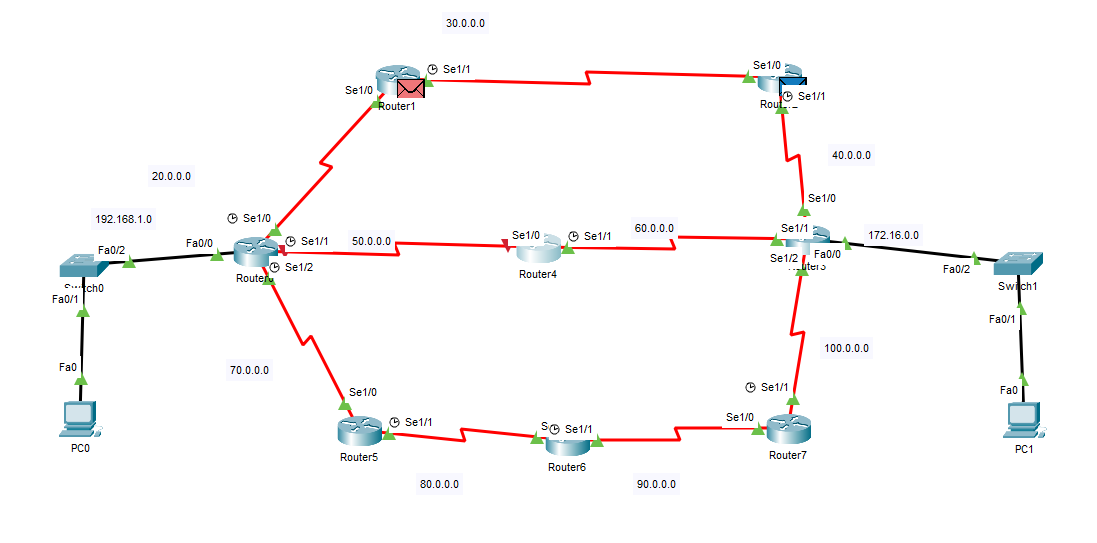 30.0.0.0
Se1/1
Se1/0
Se1/0
Router1
Se1/1
40.0.0.0
20.0.0.0
Se1/0
192.168.1.0
Se1/0
Fa0/2
Fa0/0
Se1/1
50.0.0.0
Se1/0
Se1/1
60.0.0.0
Se1/1
172.16.0.0
Fa0/0
Se1/2
Se1/2
Fa0/2
Router4
Switch1
Fa0/1
Fa0/1
100.0.0.0
70.0.0.0
Fa0
Se1/1
Fa0
Se1/0
Se1/1
Se1/1
Se1/0
PC0
Router5
Router6
Router7
PC1
80.0.0.0
90.0.0.0